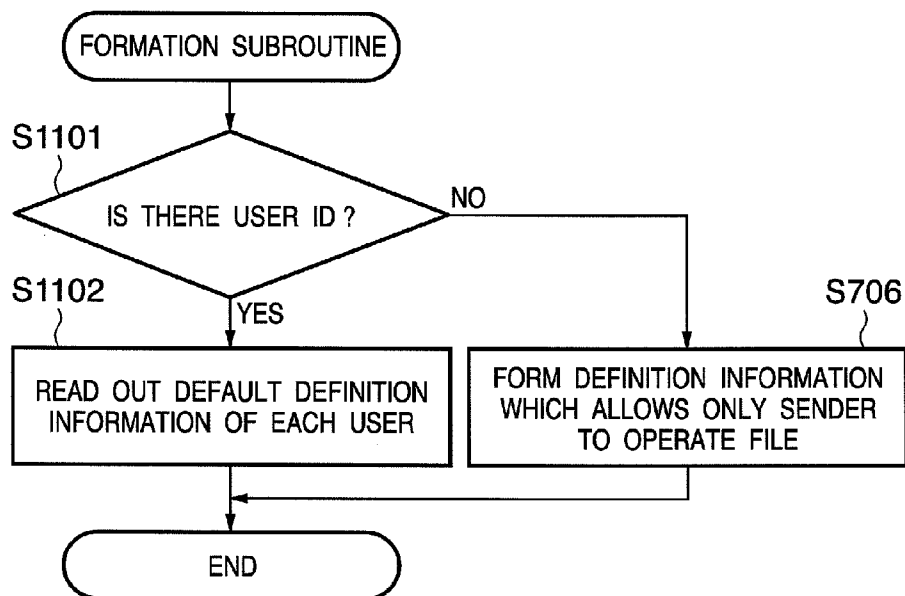 FORMATION SUBROUTINE
S1101
IS THERE USER ID ?
NO
S1102
YES
S706
READ OUT DEFAULT DEFINITION
INFORMATION OF EACH USER
FORM DEFINITION INFORMATION
WHICH ALLOWS ONLY SENDER
TO OPERATE FILE
END